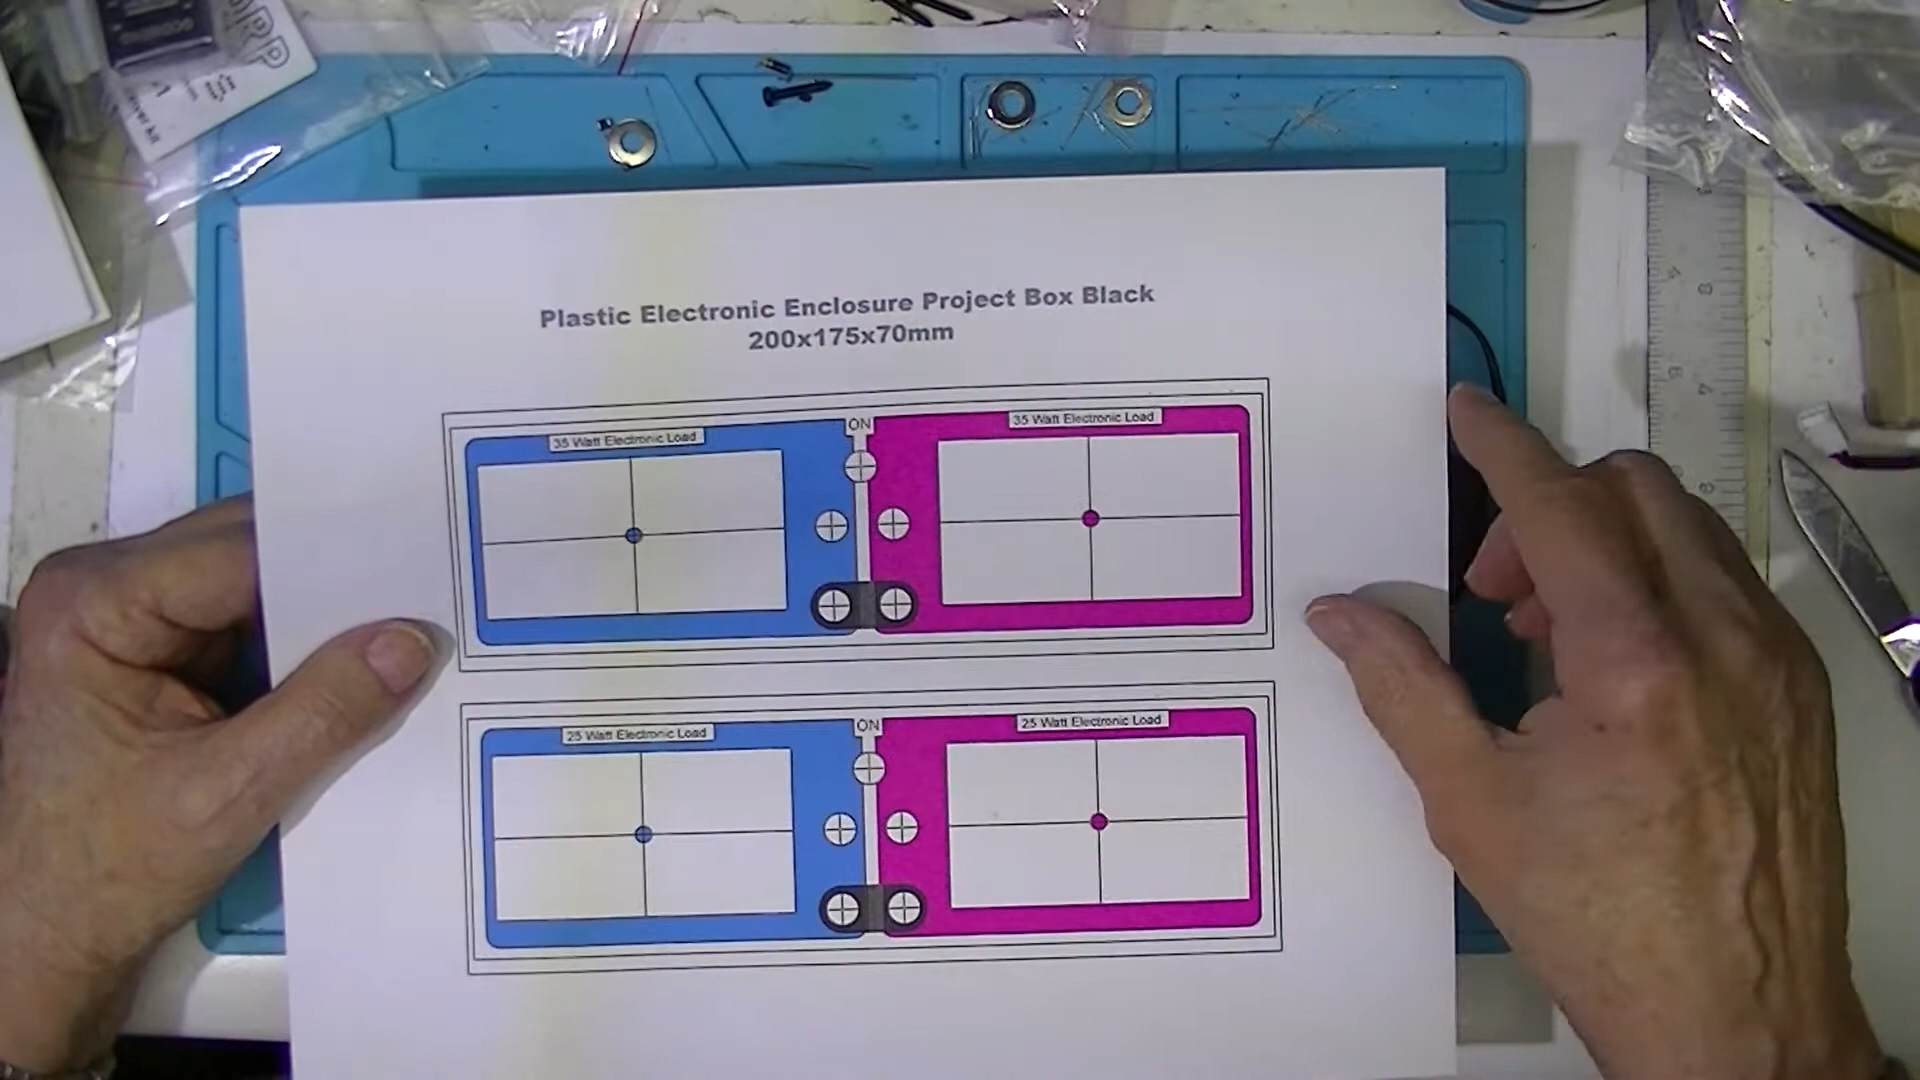 Plastic Electronic Enclosure Project Box Black
200x175x70mm
35 Watt Electronic Load
ON
35 Watt Electronic Load
25 Watt Electronic Load
ON
25 Watt Electronic Load